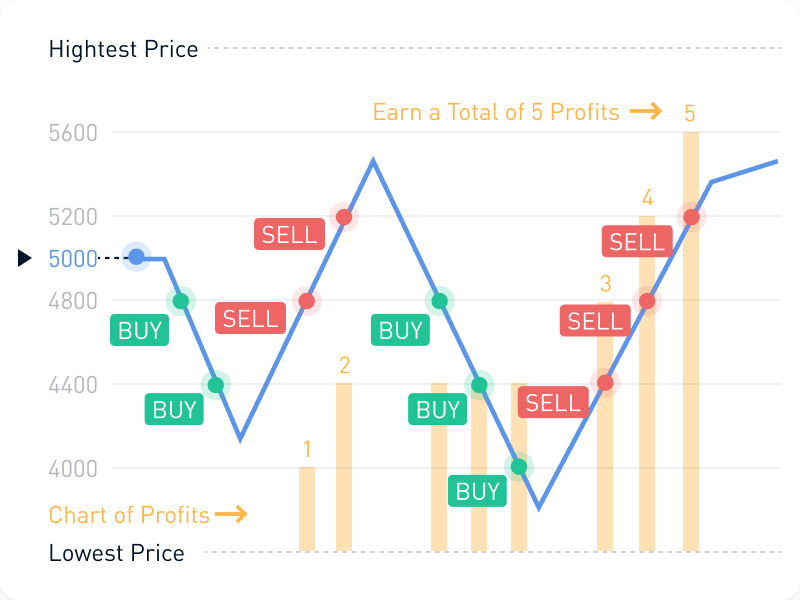 Hightest Price
Earn a Total of 5 Profits
5
5600
4
5200
SELL
SELL
5000
3
4800
BUY
SELL
BUY
SELL
2
4400
BUY
BUY
SELL
1
4000
BUY
Chart of Profits
Lowest Price